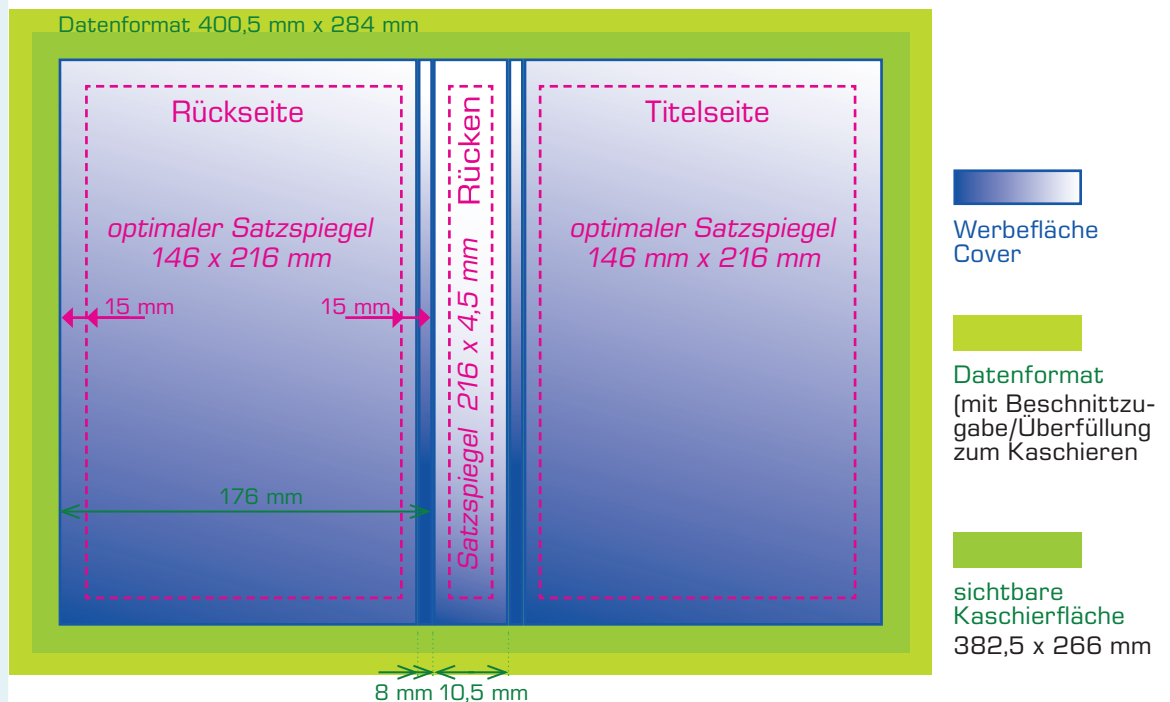 Datenformat 400,5 mm x 284 mm
Rückseite
optimaler Satzspiegel
146 x 216 mm
15 mm
15 mm
176 mm
Rücken
Satzspiegel 216 x 4,5 mm
Titelseite
optimaler Satzspiegel
146 mm x 216 mm
8 mm
10,5 mm
Werbefläche
Cover
Datenformat
(mit Beschnittzu-
gabe/Überfüllung
zum Kaschieren
sichtbare
Kaschierfläche
382,5 x 266 mm